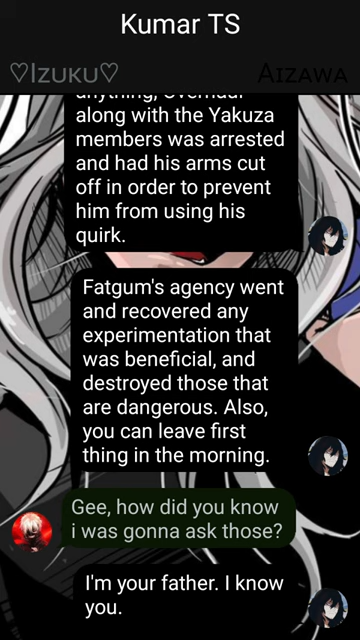 Kumar TS
♡Izuku♡ Aizawa
anything, Overhaul
along with the Yakuza
members was arrested
and had his arms cut
off in order to prevent
him from using his
quirk.
Fatgum's agency went
and recovered any
experimentation that
was beneficial, and
destroyed those that
are dangerous. Also,
you can leave first
thing in the morning.
Gee, how did you know
i was gonna ask those?
I'm your father. I know
you.